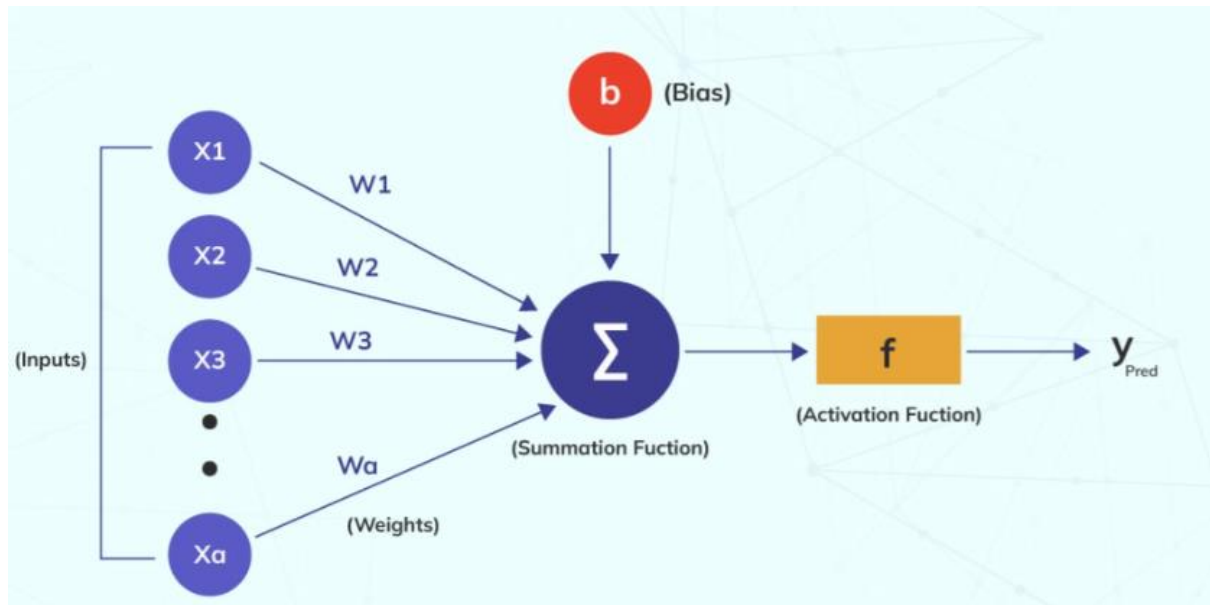 b (Bias)
X1
W1
X2
W2
X3
W3
(Inputs)
Σ
f
y
Pred
(Activation Fuction)
(Summation Fuction)
Wa
(Weights)
Xa